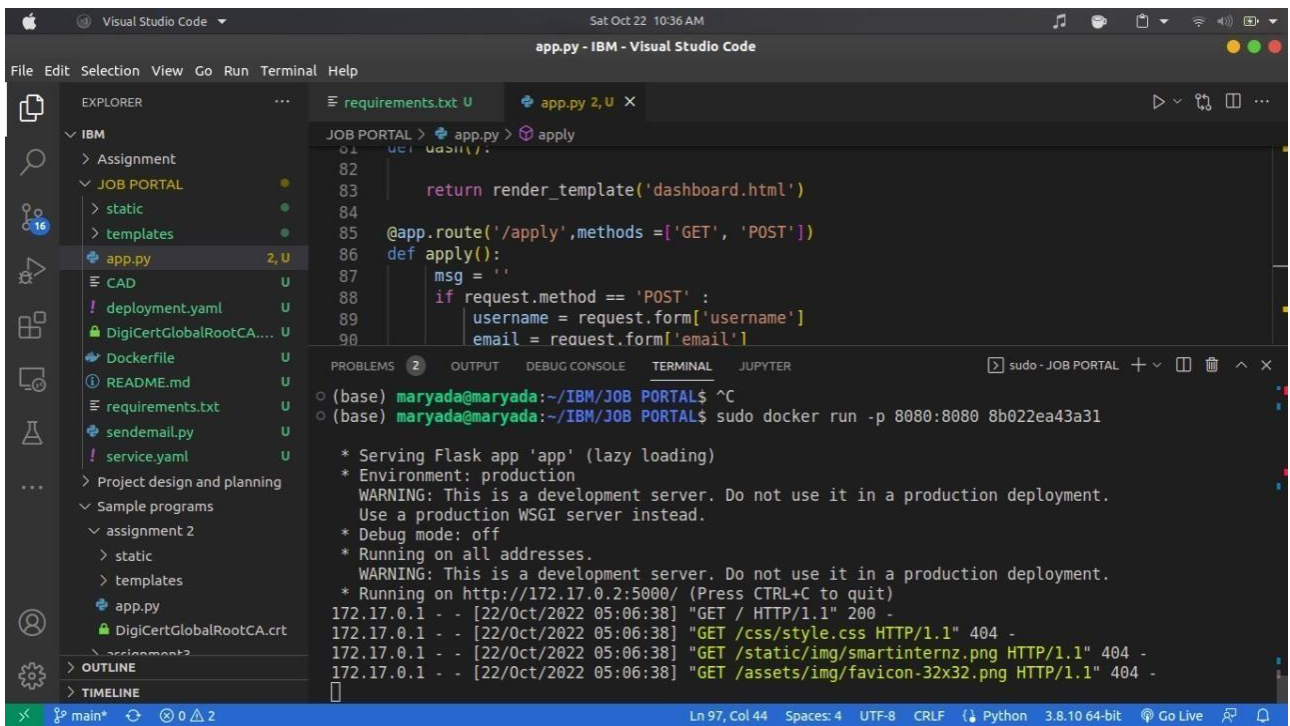 Visual Studio Code
Sat Oct 22 10:36 AM
app.py - IBM - Visual Studio Code
File Edit Selection View Go Run Terminal Help
EXPLORER
IBM
Assignment
JOB PORTAL
static
templates
app.py 2, U
CAD U
deployment.yaml U
DigiCertGlobalRootCA.... U
Dockerfile U
README.md U
requirements.txt U
sendemail.py U
service.yaml U
Project design and planning
Sample programs
assignment 2
static
templates
app.py
DigiCertGlobalRootCA.crt
assignment3
OUTLINE
TIMELINE
16
requirements.txt U app.py 2, U
JOB PORTAL > app.py > apply
81 def dash():
82
83 return render_template('dashboard.html')
84
85 @app.route('/apply',methods =['GET', 'POST'])
86 def apply():
87 msg = ''
88 if request.method == 'POST' :
89 username = request.form['username']
90 email = request.form['email']
PROBLEMS 2 OUTPUT DEBUG CONSOLE TERMINAL JUPYTER sudo - JOB PORTAL
(base) maryada@maryada:~/IBM/JOB PORTAL$ ^C
(base) maryada@maryada:~/IBM/JOB PORTAL$ sudo docker run -p 8080:8080 8b022ea43a31
* Serving Flask app 'app' (lazy loading)
* Environment: production
WARNING: This is a development server. Do not use it in a production deployment.
Use a production WSGI server instead.
* Debug mode: off
* Running on all addresses.
WARNING: This is a development server. Do not use it in a production deployment.
* Running on http://172.17.0.2:5000/ (Press CTRL+C to quit)
172.17.0.1 - - [22/Oct/2022 05:06:38] "GET / HTTP/1.1" 200 -
172.17.0.1 - - [22/Oct/2022 05:06:38] "GET /css/style.css HTTP/1.1" 404 -
172.17.0.1 - - [22/Oct/2022 05:06:38] "GET /static/img/smartinternz.png HTTP/1.1" 404 -
172.17.0.1 - - [22/Oct/2022 05:06:38] "GET /assets/img/favicon-32x32.png HTTP/1.1" 404 -
main* 0 2 Ln 97, Col 44 Spaces: 4 UTF-8 CRLF Python 3.8.10 64-bit Go Live